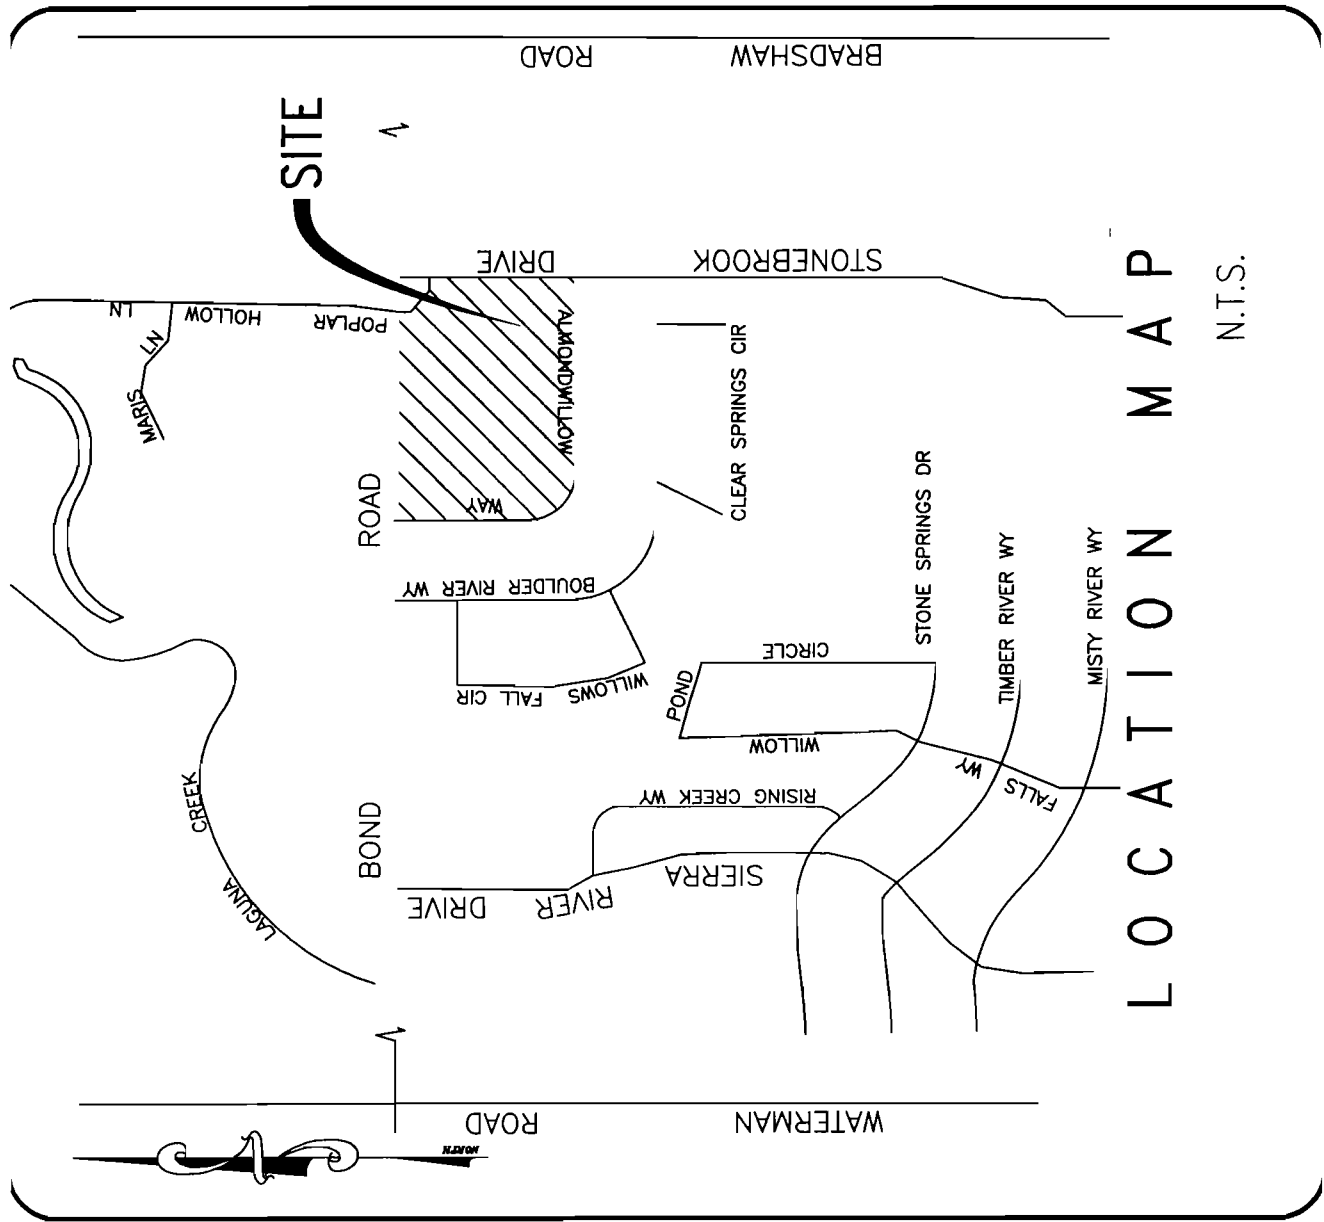 BRADSHAW ROAD
SITE
STONEBROOK DRIVE
POPLAR HOLLOW LN
MARIS LN
ALMONDWILLOW WAY
CLEAR SPRINGS CIR
BOND ROAD
BOULDER RIVER WY
WILLOWS FALL CIR
STONE SPRINGS DR
TIMBER RIVER WY
MISTY RIVER WY
POND CIRCLE
WILLOW FALLS WY
RISING CREEK WY
SIERRA RIVER DRIVE
LAGUNA CREEK
WATERMAN ROAD
NORTH
LOCATION MAP
N.T.S.